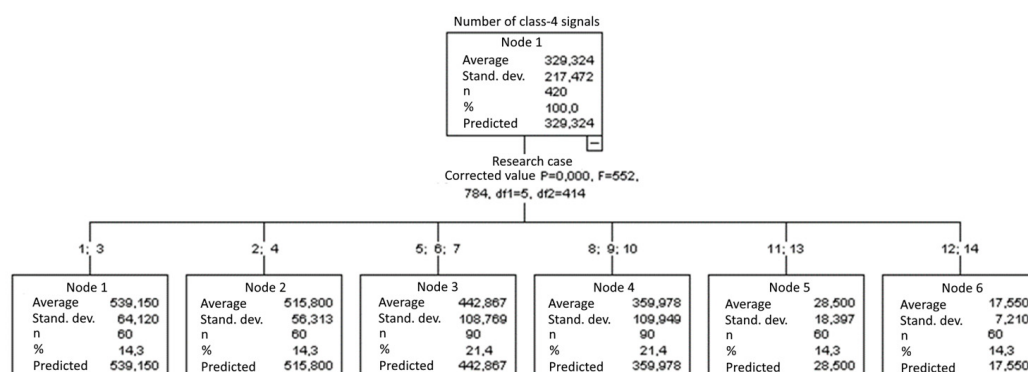 Number of class-4 signals
Node 1
Average 329,324
Stand. dev. 217,472
n 420
% 100,0
Predicted 329,324
Research case
Corrected value P=0,000, F=552,
784, df1=5, df2=414
1; 3
2; 4
5; 6; 7
8; 9; 10
11; 13
12; 14
Node 1
Average 539,150
Stand. dev. 64,120
n 60
% 14,3
Predicted 539,150
Node 2
Average 515,800
Stand. dev. 56,313
n 60
% 14,3
Predicted 515,800
Node 3
Average 442,867
Stand. dev. 108,769
n 90
% 21,4
Predicted 442,867
Node 4
Average 359,978
Stand. dev. 109,949
n 90
% 21,4
Predicted 359,978
Node 5
Average 28,500
Stand. dev. 18,397
n 60
% 14,3
Predicted 28,500
Node 6
Average 17,550
Stand. dev. 7,210
n 60
% 14,3
Predicted 17,550